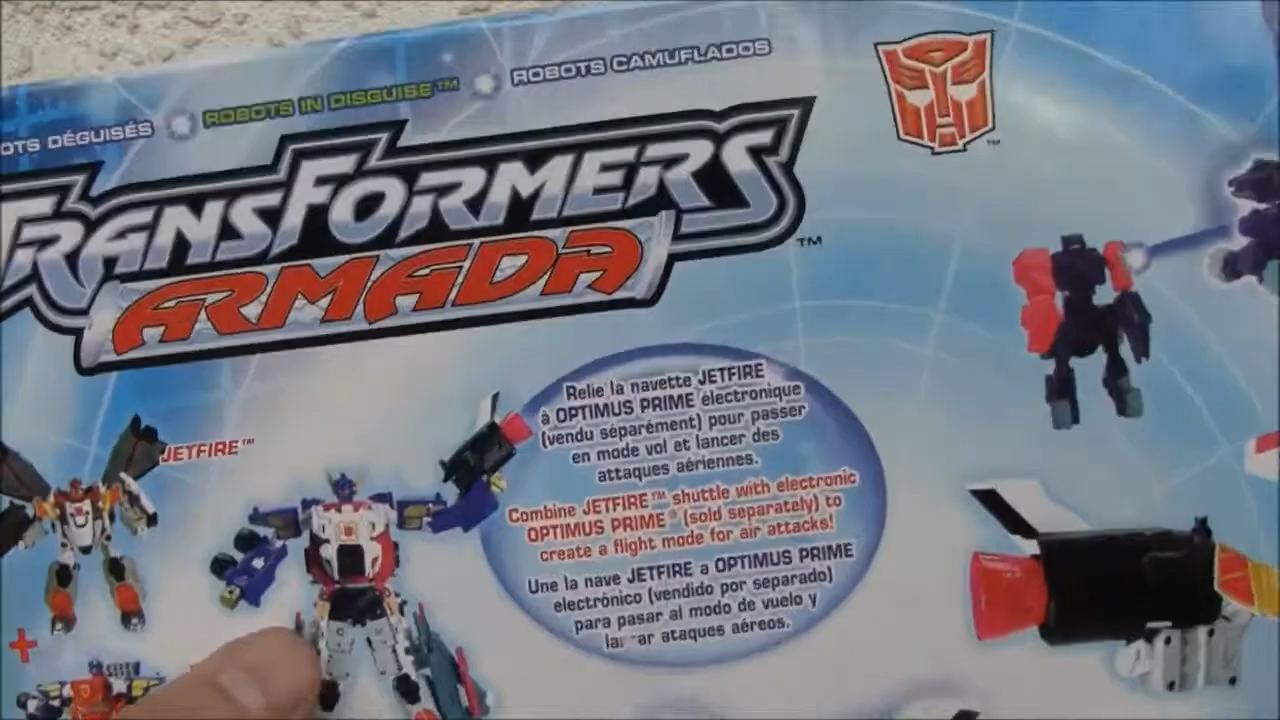 OTS DÉGUISÉS ROBOTS IN DISGUISE™ ROBOTS CAMUFLADOS
TRANSFORMERS™
ARMADA
™
JETFIRE™
Relie la navette JETFIRE
à OPTIMUS PRIME électronique
(vendu séparément) pour passer
en mode vol et lancer des
attaques aériennes.
Combine JETFIRE™ shuttle with electronic
OPTIMUS PRIME® (sold separately) to
create a flight mode for air attacks!
Une la nave JETFIRE a OPTIMUS PRIME
electrónico (vendido por separado)
para pasar al modo de vuelo y
ataques aéreos.
+